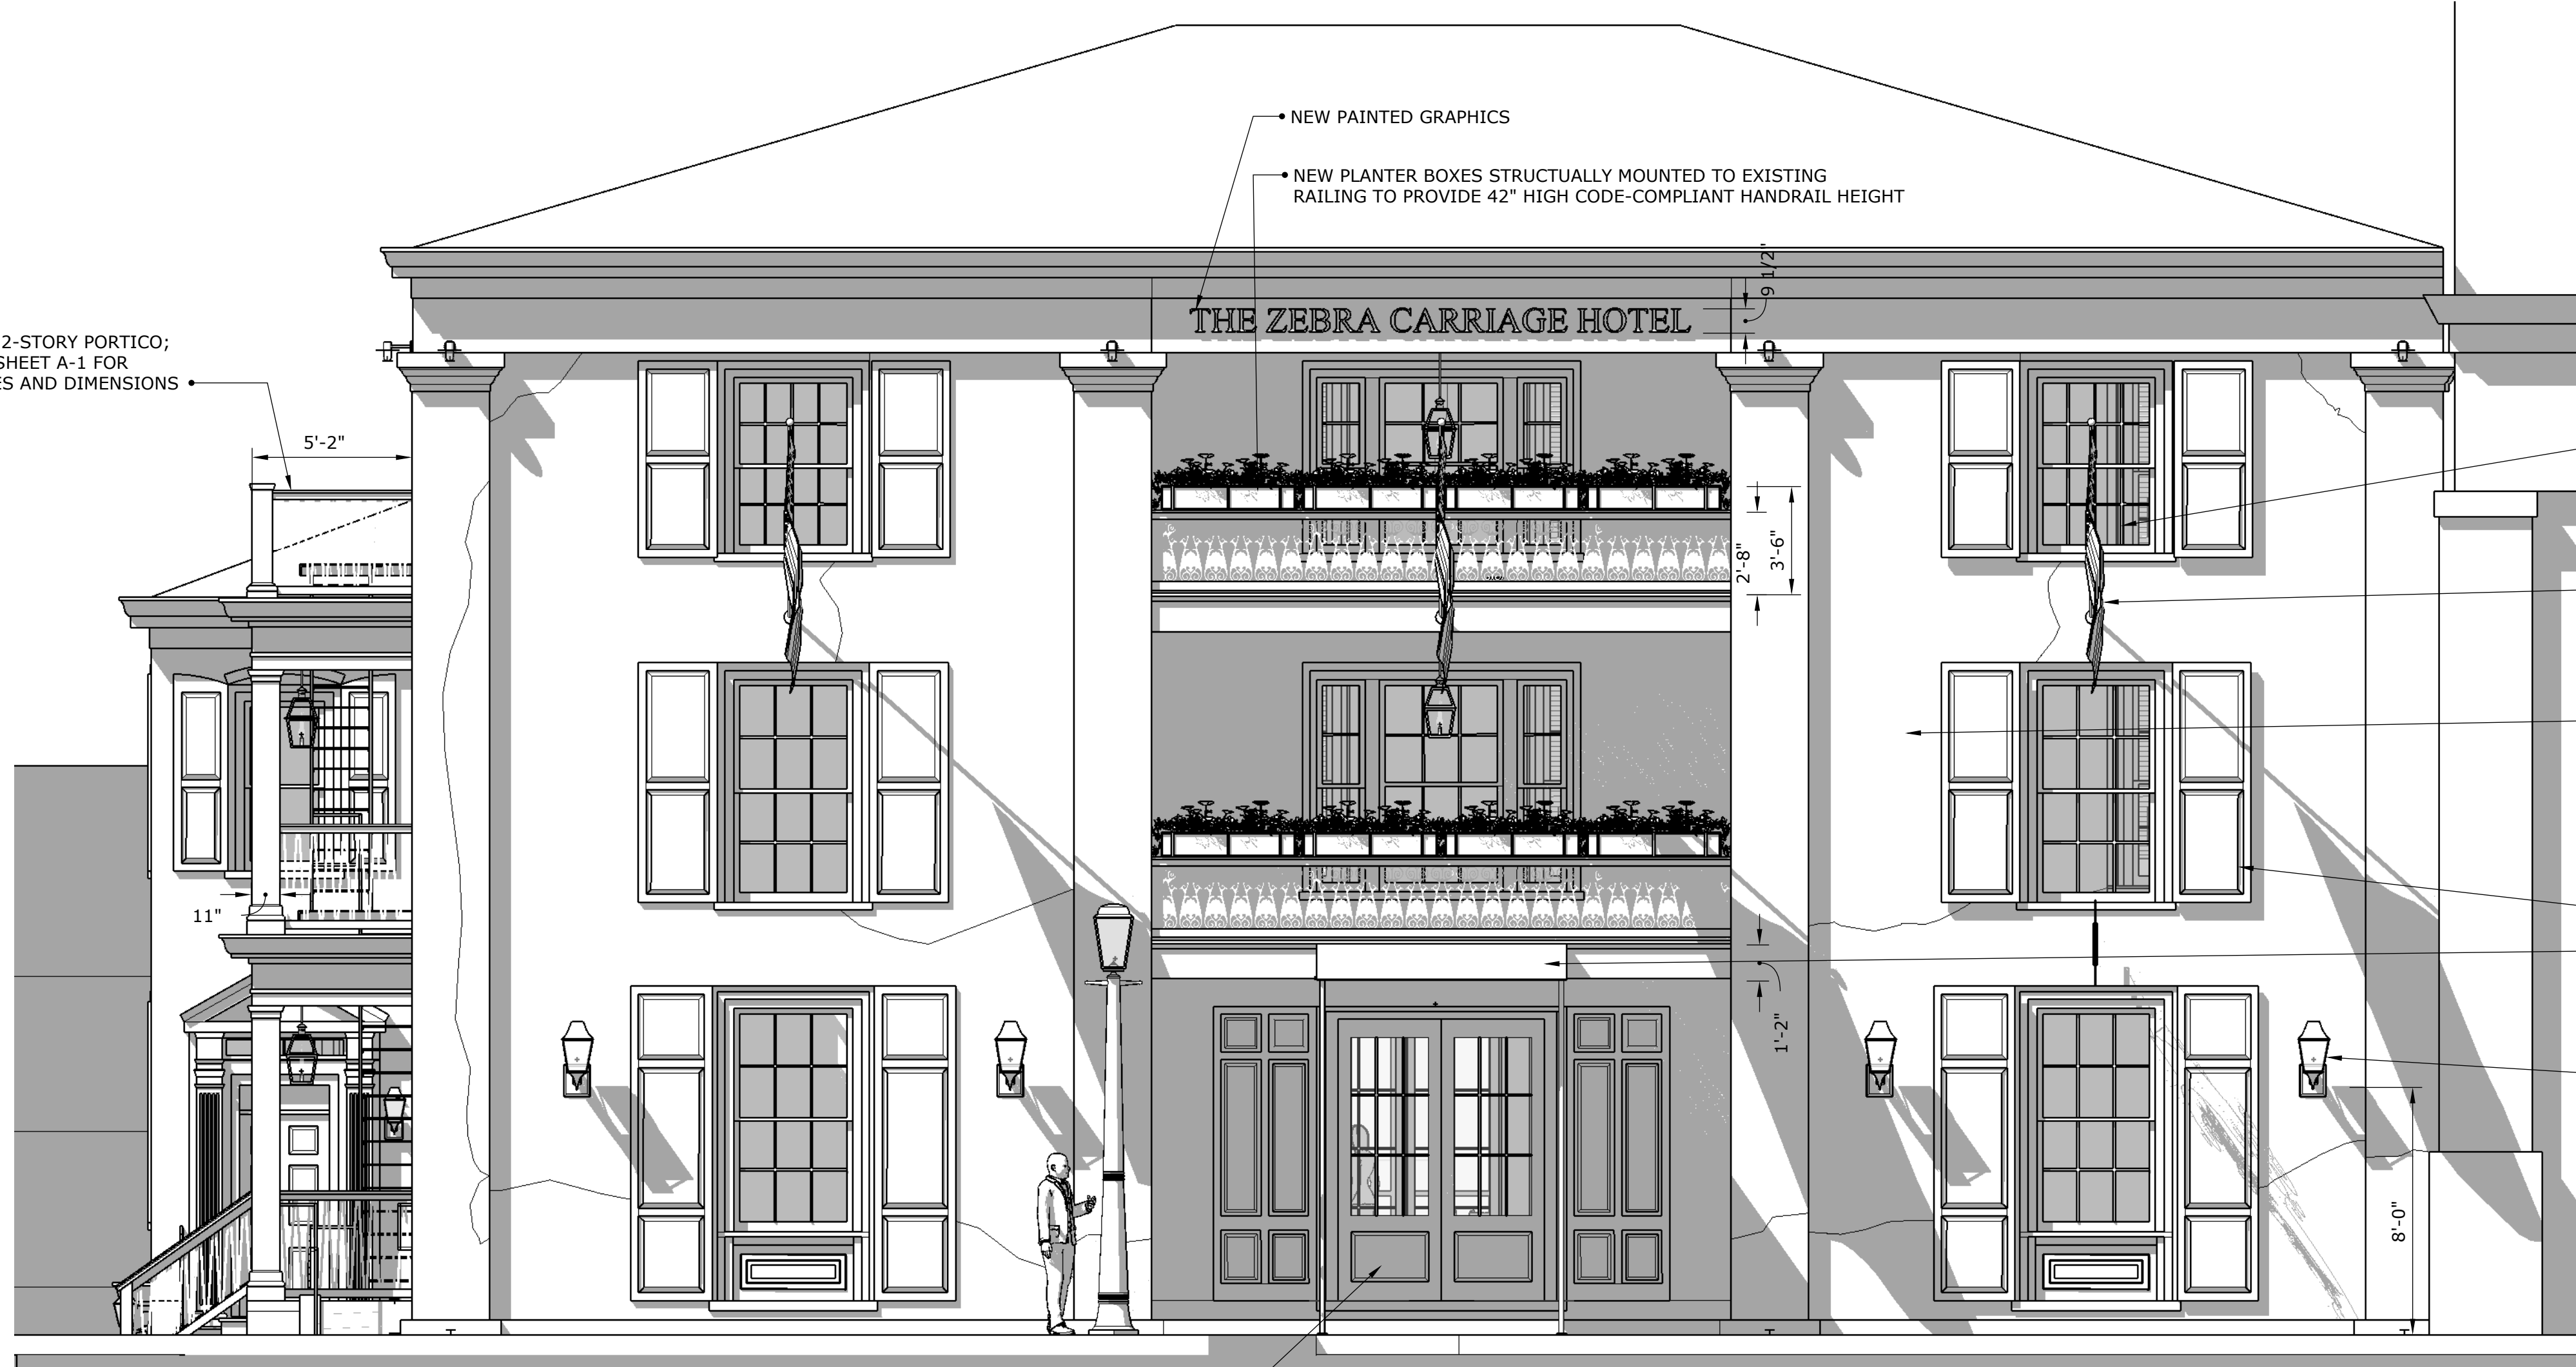 NEW PAINTED GRAPHICS
NEW PLANTER BOXES STRUCTUALLY MOUNTED TO EXISTING
RAILING TO PROVIDE 42" HIGH CODE-COMPLIANT HANDRAIL HEIGHT
9 1/2"
THE ZEBRA CARRIAGE HOTEL
2-STORY PORTICO;
SHEET A-1 FOR
ES AND DIMENSIONS
5'-2"
2'-8"
3'-6"
11"
1'-2"
8'-0"